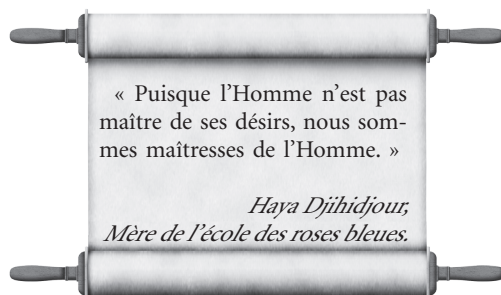 « Puisque l’Homme n’est pas
maître de ses désirs, nous som-
mes maîtresses de l’Homme. »
Haya Djihidjour,
Mère de l’école des roses bleues.